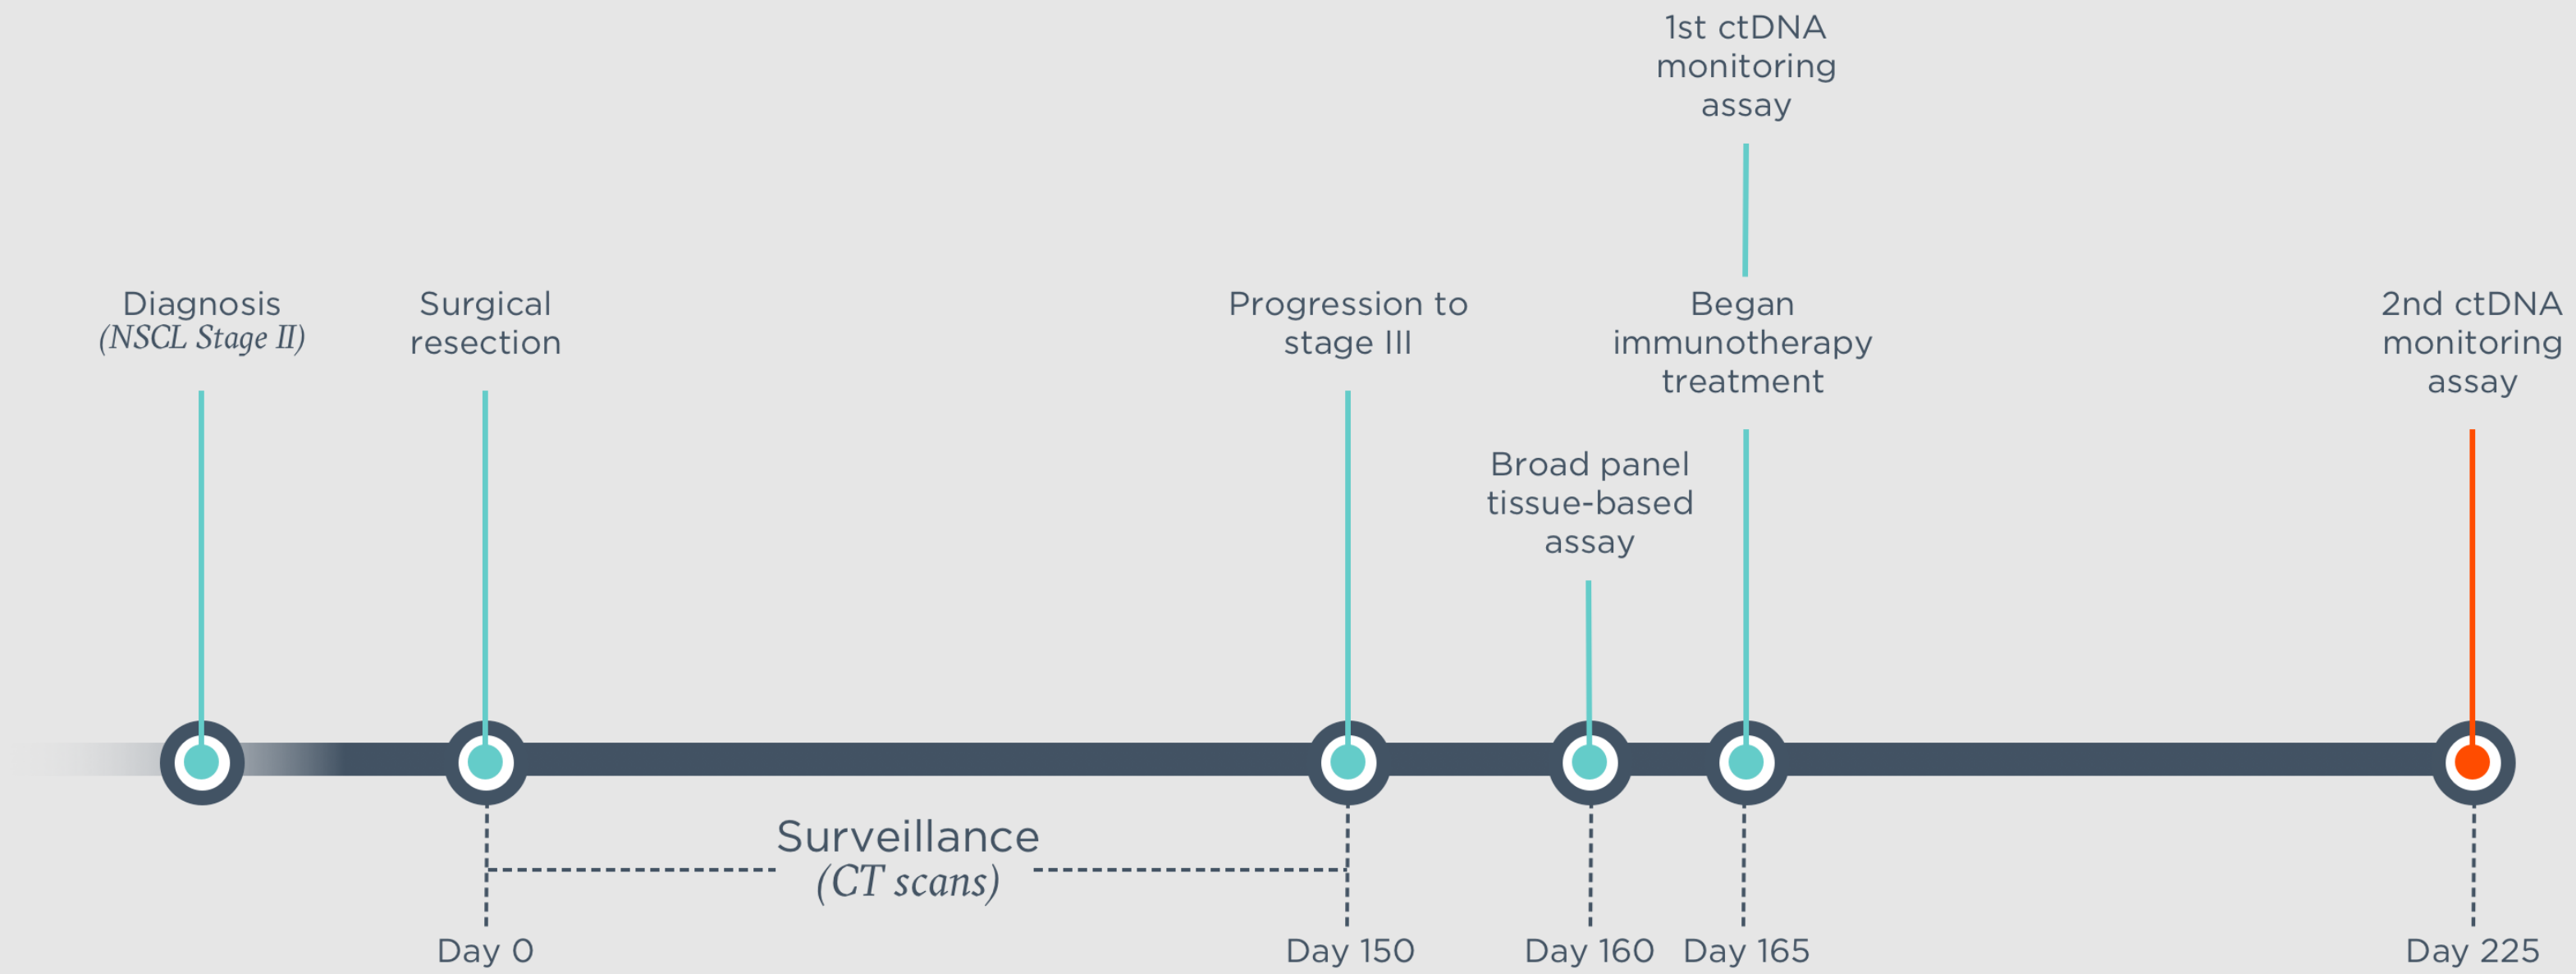 1st ctDNA
monitoring
assay
Diagnosis
(NSCL Stage II)
Surgical
resection
Progression to
stage III
Began
immunotherapy
treatment
2nd ctDNA
monitoring
assay
Broad panel
tissue-based
assay
Surveillance
(CT scans)
Day 0
Day 150
Day 160
Day 165
Day 225